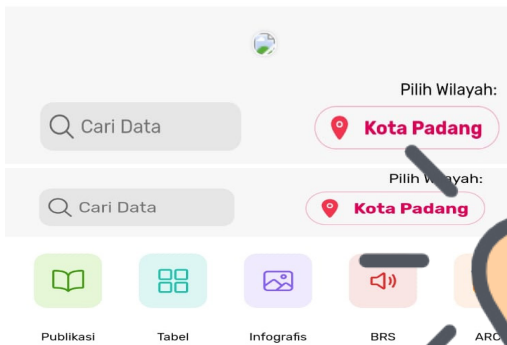 Pilih Wilayah:
Cari Data
Kota Padang
Pilih Wilayah:
Cari Data
Kota Padang
Publikasi
Tabel
Infografis
BRS